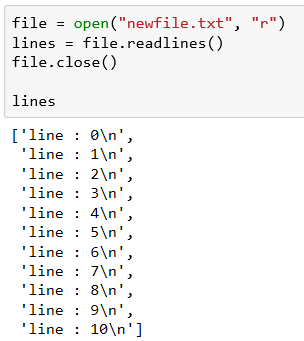 file = open("newfile.txt", "r")
lines = file.readlines()
file.close()
lines
['line : 0\n',
'line : 1\n',
'line : 2\n',
'line : 3\n',
'line : 4\n',
'line : 5\n',
'line : 6\n',
'line : 7\n',
'line : 8\n',
'line : 9\n',
'line : 10\n']